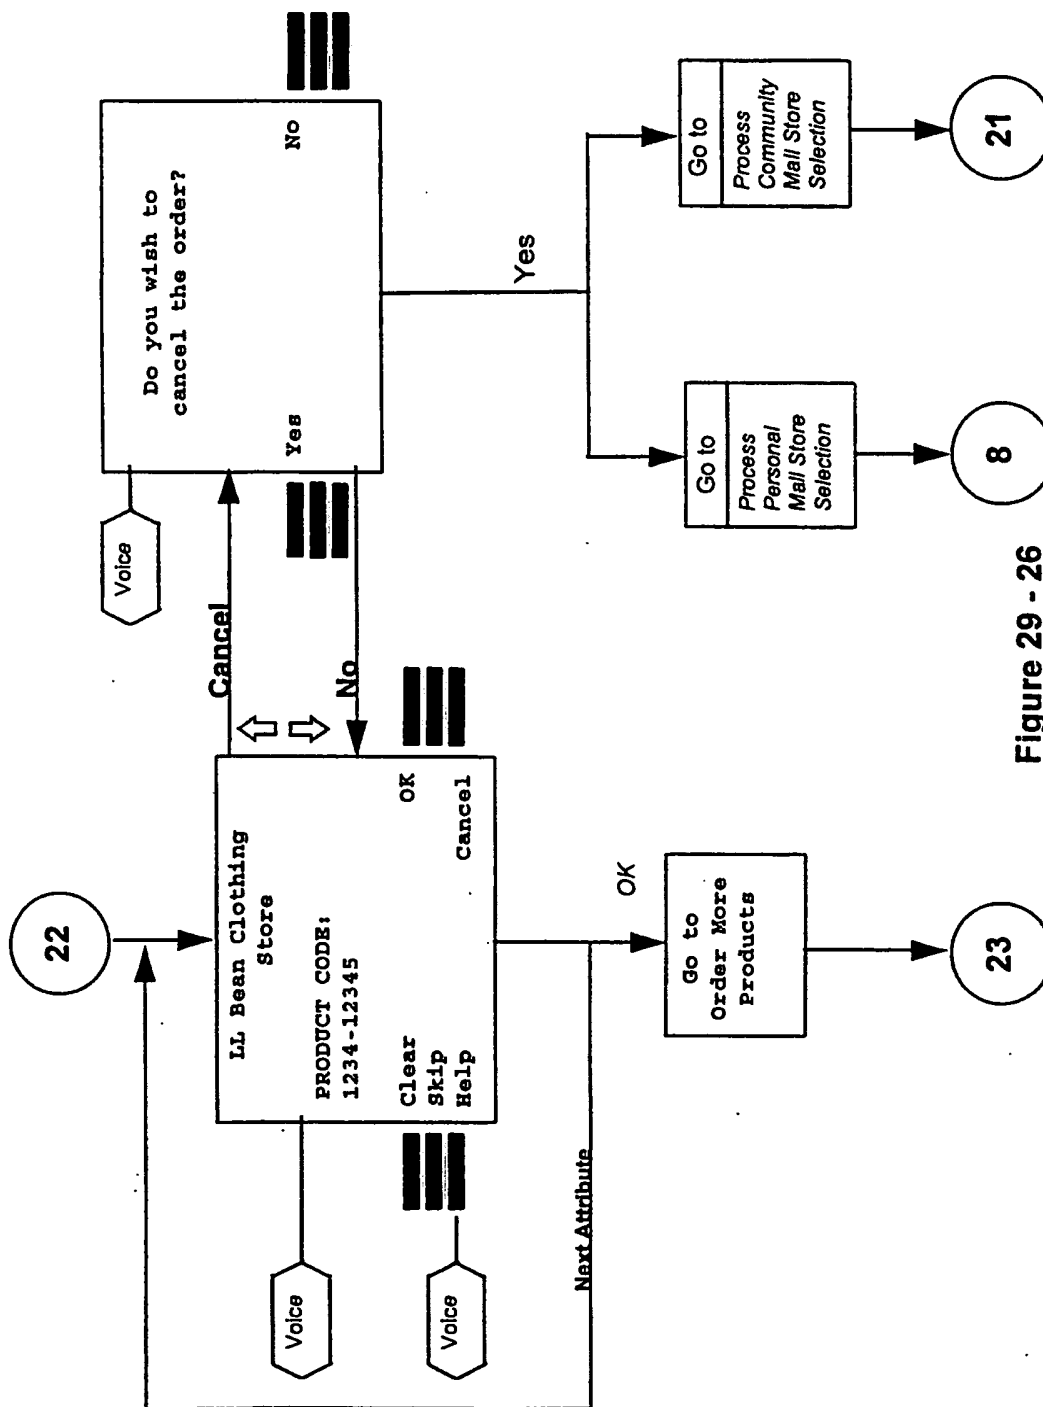 22
LL Bean Clothing
Store
PRODUCT CODE:
1234-12345
Clear
OK
Skip
Help
Cancel
Voice
Voice
Cancel
No
Voice
Do you wish to
cancel the order?
Yes
No
Next Attribute
OK
Go to
Order More
Products
23
Yes
Go to
Process
Personal
Mall Store
Selection
8
Go to
Process
Community
Mall Store
Selection
21
Figure 29 - 26